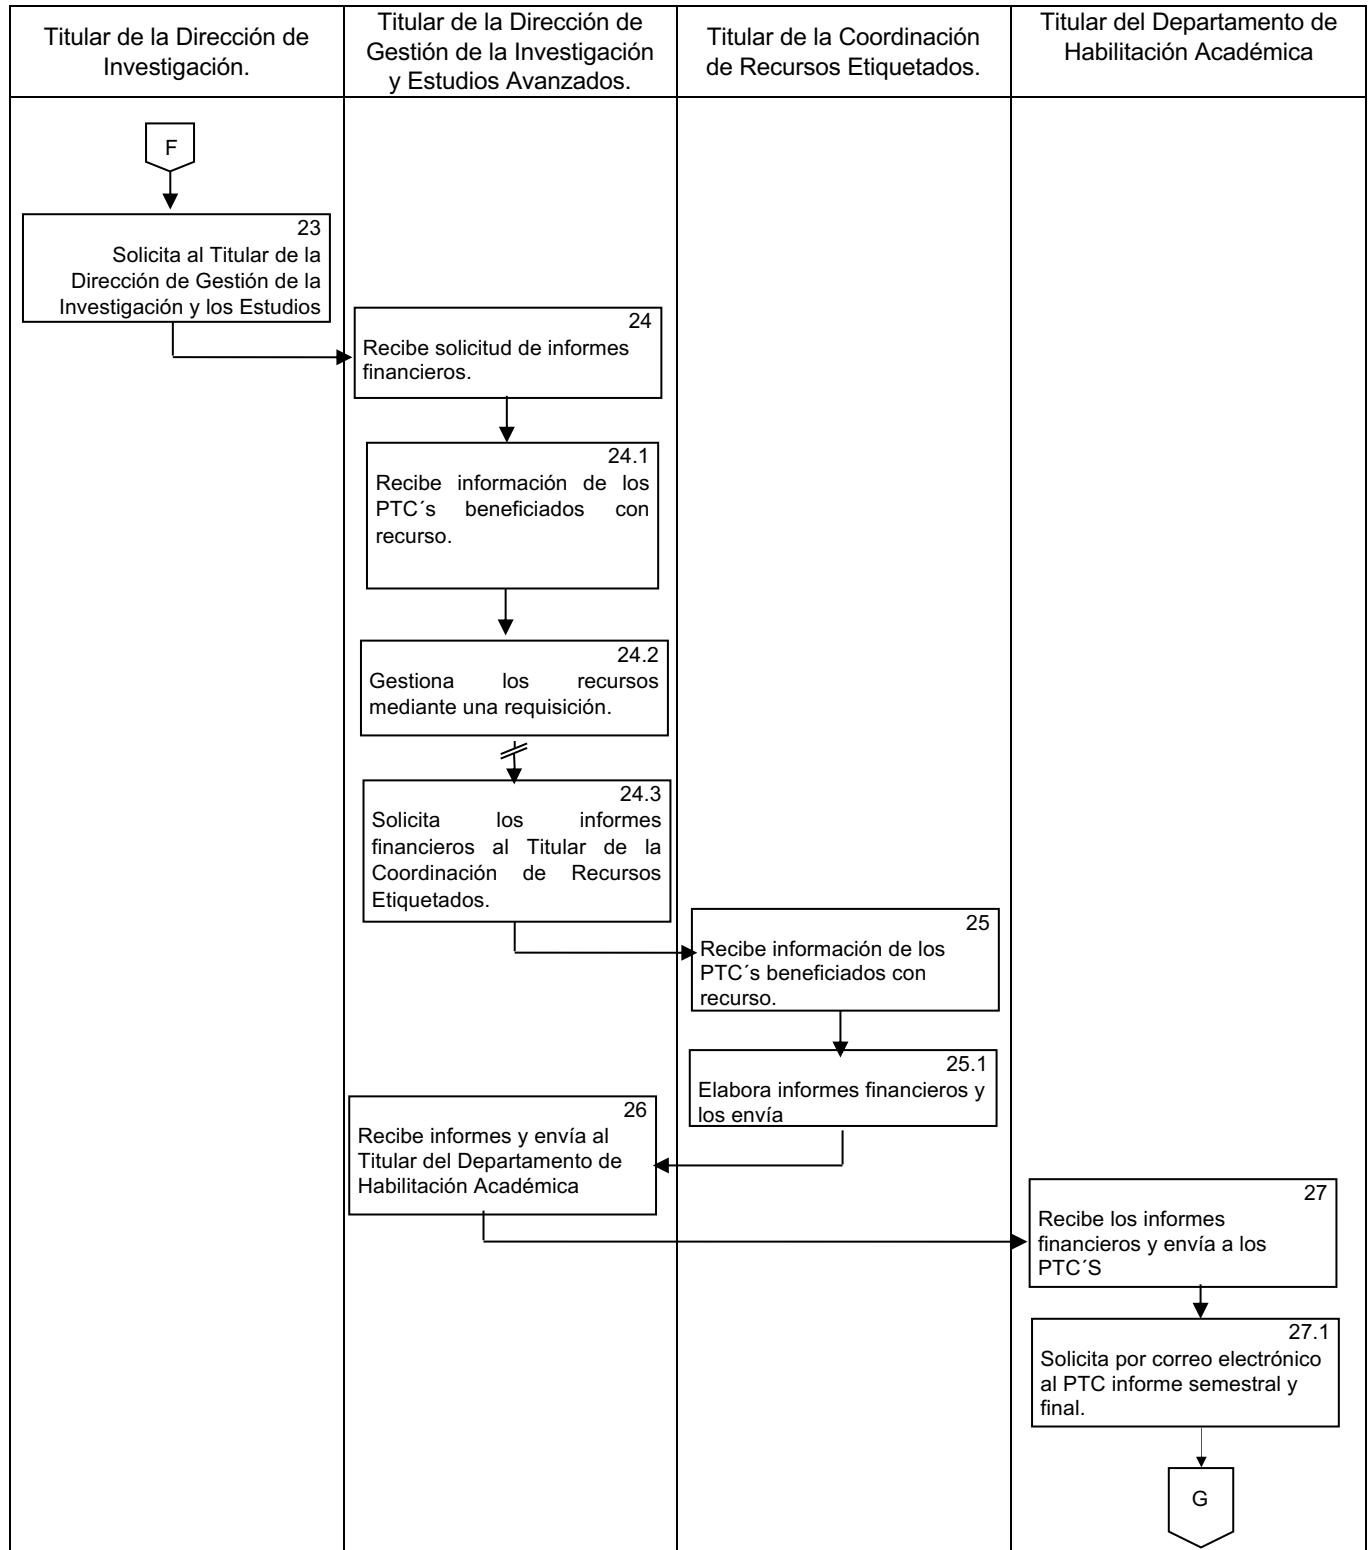 Titular de la Dirección de
Investigación.
Titular de la Dirección de
Gestión de la Investigación
y Estudios Avanzados.
Titular de la Coordinación
de Recursos Etiquetados.
Titular del Departamento de
Habilitación Académica
F
23
Solicita al Titular de la
Dirección de Gestión de la
Investigación y los Estudios
24
Recibe solicitud de informes
financieros.
24.1
Recibe información de los
PTC´s beneficiados con
recurso.
24.2
Gestiona los recursos
mediante una requisición.
24.3
Solicita los informes
financieros al Titular de la
Coordinación de Recursos
Etiquetados.
25
Recibe información de los
PTC´s beneficiados con
recurso.
25.1
Elabora informes financieros y
los envía
26
Recibe informes y envía al
Titular del Departamento de
Habilitación Académica
27
Recibe los informes
financieros y envía a los
PTC´S
27.1
Solicita por correo electrónico
al PTC informe semestral y
final.
G